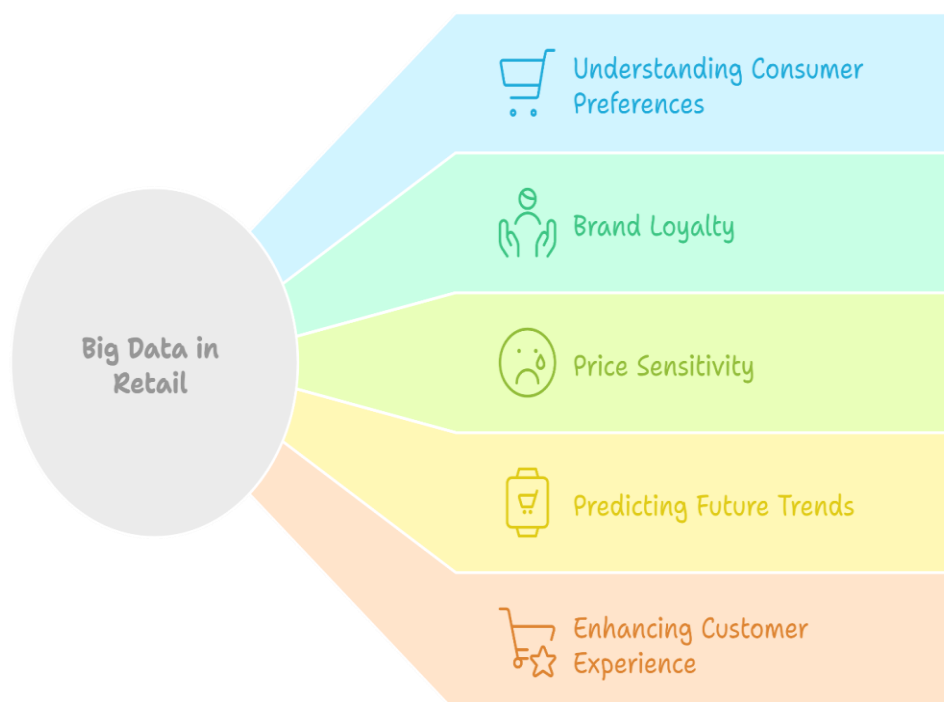 Big Data in
Retail
Understanding Consumer
Preferences
Brand Loyalty
Price Sensitivity
Predicting Future Trends
Enhancing Customer
Experience